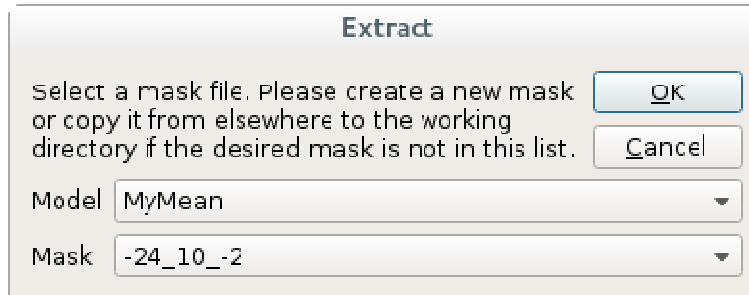 Extract
Select a mask file. Please create a new mask
or copy it from elsewhere to the working
directory if the desired mask is not in this list.
OK
Cancel
Model MyMean
Mask -24_10_-2